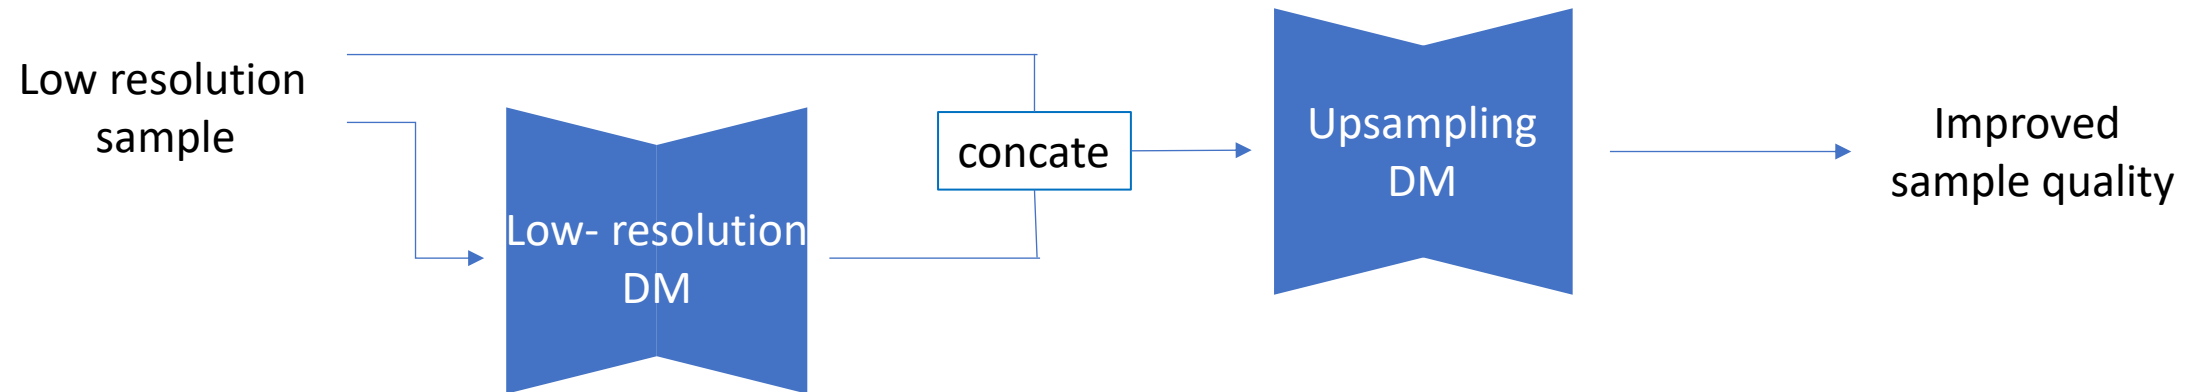 Low resolution
sample
Low- resolution
DM
concate
Upsampling
DM
Improved
sample quality